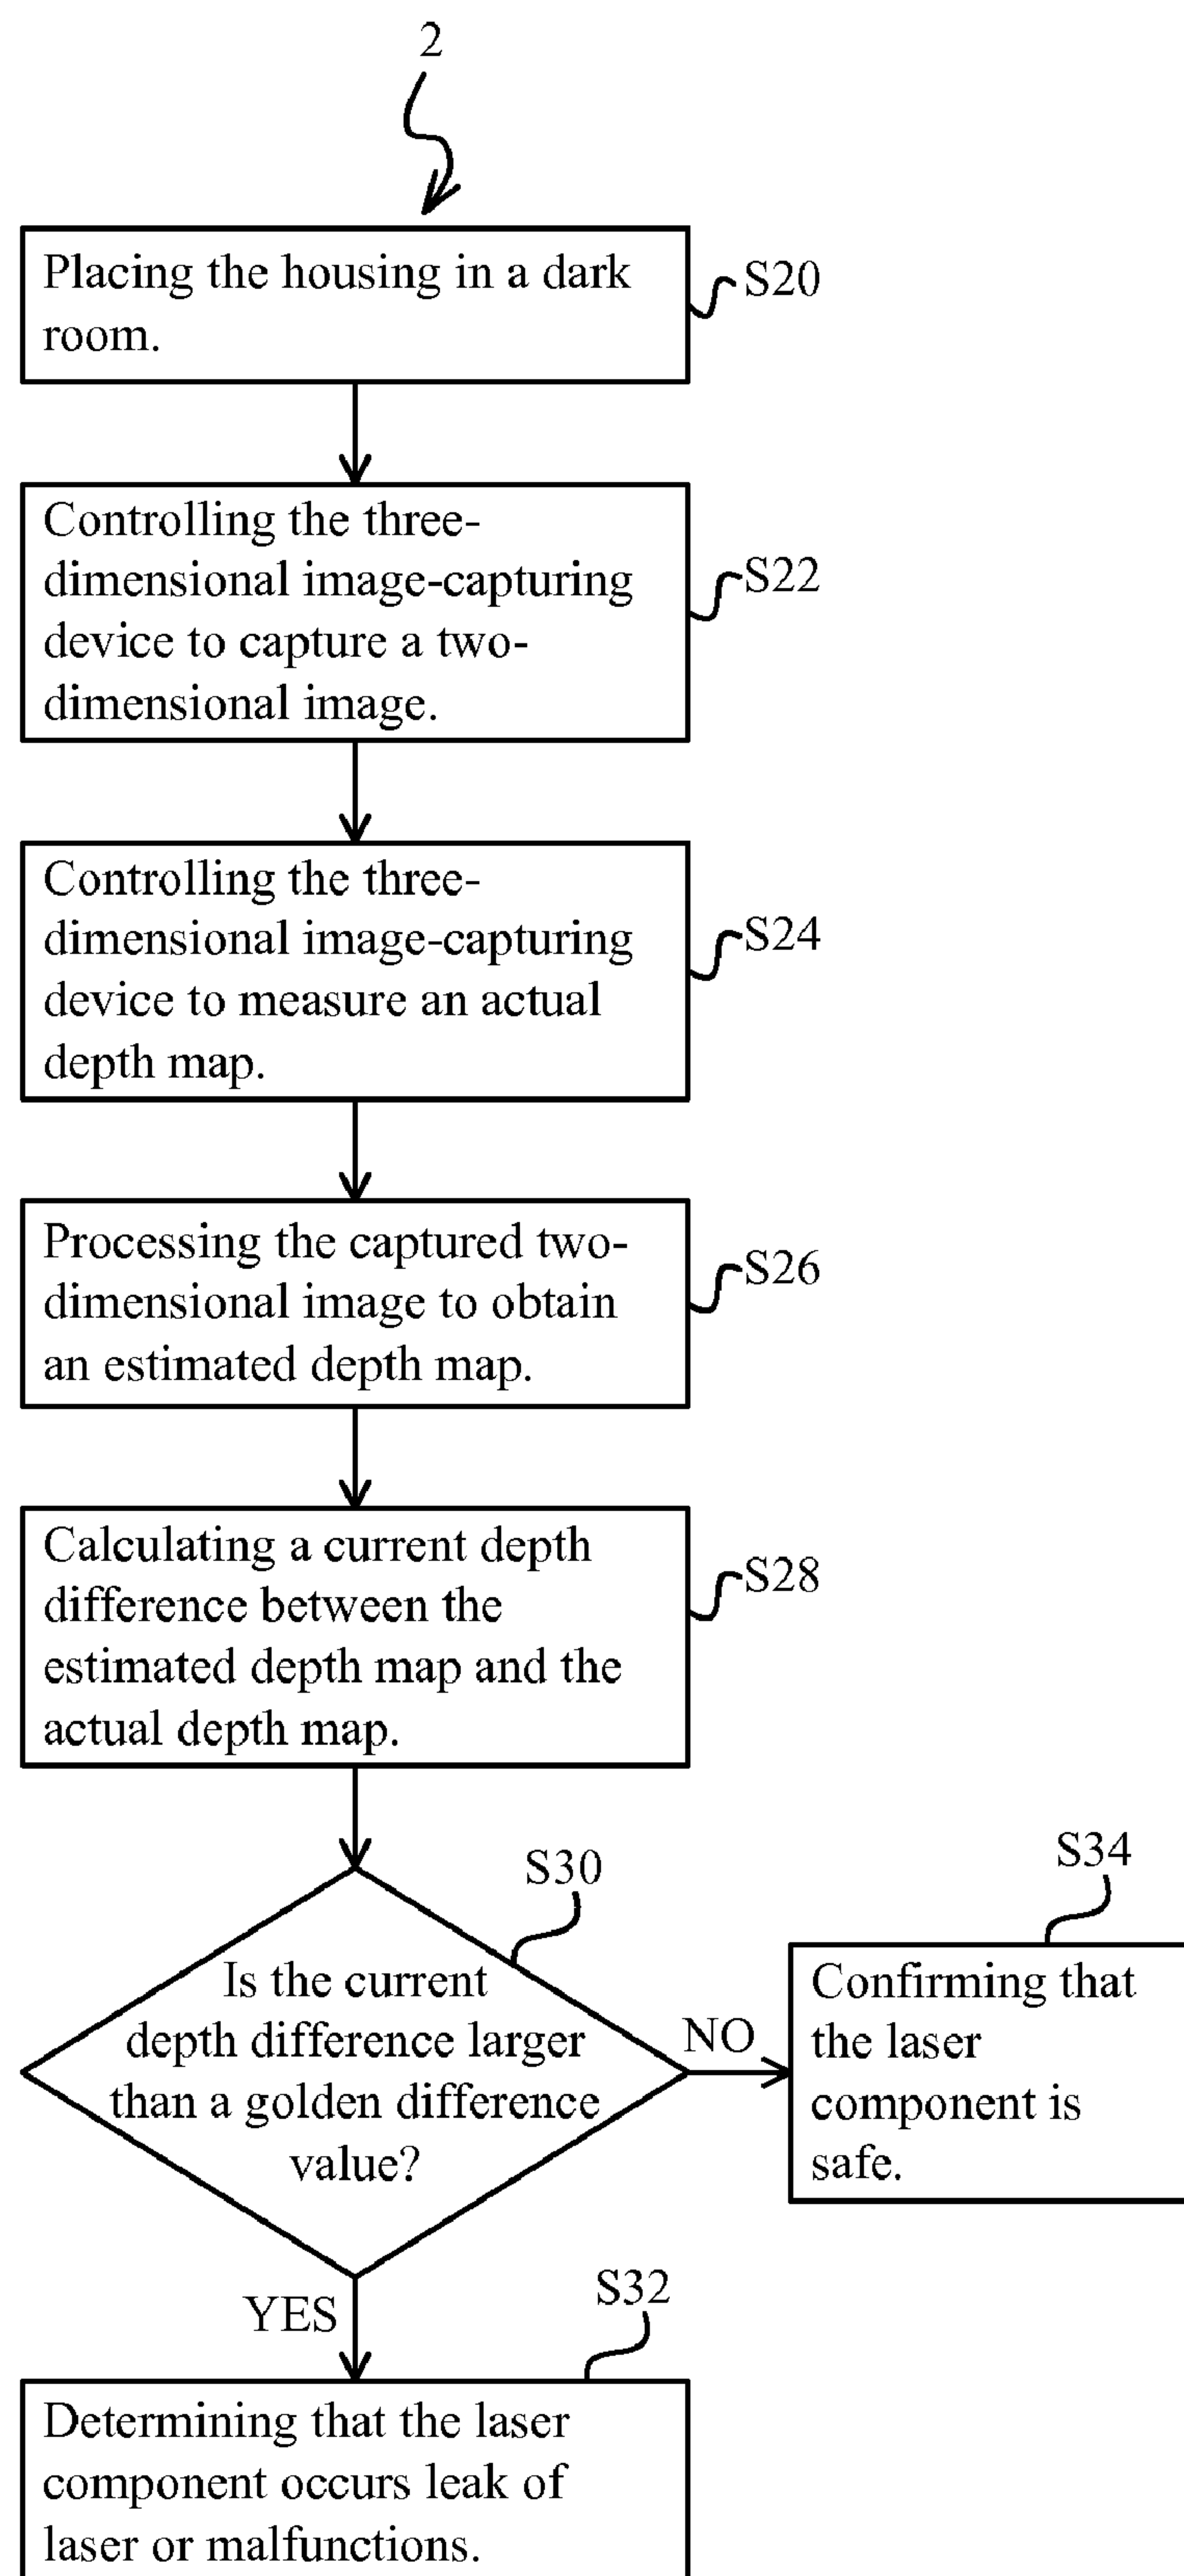 2
Placing the housing in a dark
room.
S20
Controlling the three-
dimensional image-capturing
device to capture a two-
dimensional image.
S22
Controlling the three-
dimensional image-capturing
device to measure an actual
depth map.
S24
Processing the captured two-
dimensional image to obtain
an estimated depth map.
S26
Calculating a current depth
difference between the
estimated depth map and the
actual depth map.
S28
S30
Is the current
depth difference larger
than a golden difference
value?
NO
S34
Confirming that
the laser
component is
safe.
YES
S32
Determining that the laser
component occurs leak of
laser or malfunctions.